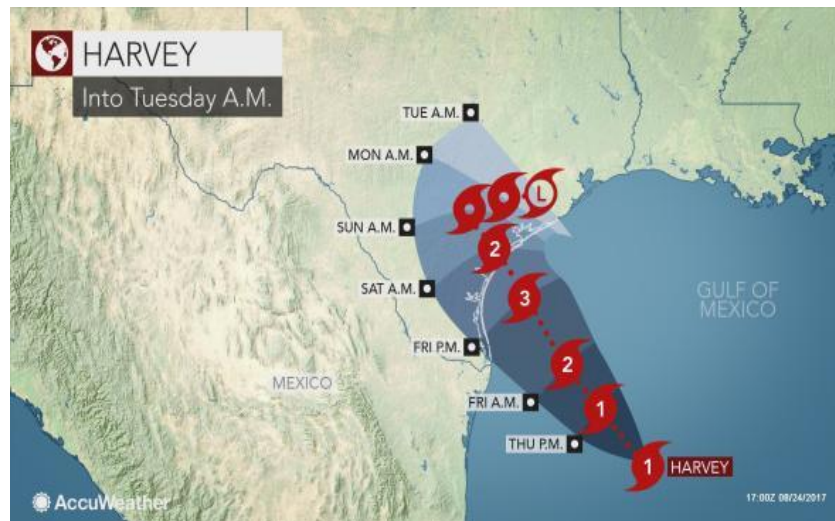 HARVEY
Into Tuesday A.M.
TUE A.M.
MON A.M.
SUN A.M.
L
2
SAT A.M.
3
GULF OF
MEXICO
FRI P.M.
2
MEXICO
FRI A.M.
1
THU P.M.
1
HARVEY
AccuWeather
17:00Z 08/24/2017